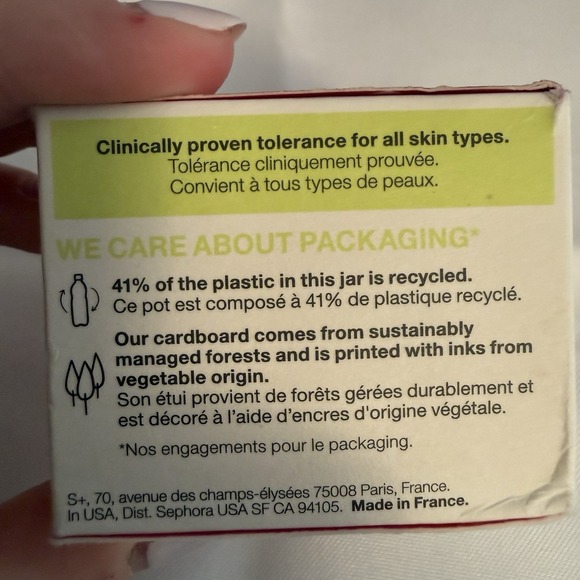 Clinically proven tolerance for all skin types.
Tolérance cliniquement prouvée.
Convient à tous types de peaux.
WE CARE ABOUT PACKAGING*
41% of the plastic in this jar is recycled.
Ce pot est composé à 41% de plastique recyclé.
Our cardboard comes from sustainably
managed forests and is printed with inks from
vegetable origin.
Son étui provient de forêts gérées durablement et
est décoré à l'aide d'encres d'origine végétale.
*Nos engagements pour le packaging.
S+, 70, avenue des champs-élysées 75008 Paris, France.
In USA, Dist. Sephora USA SF CA 94105. Made in France.